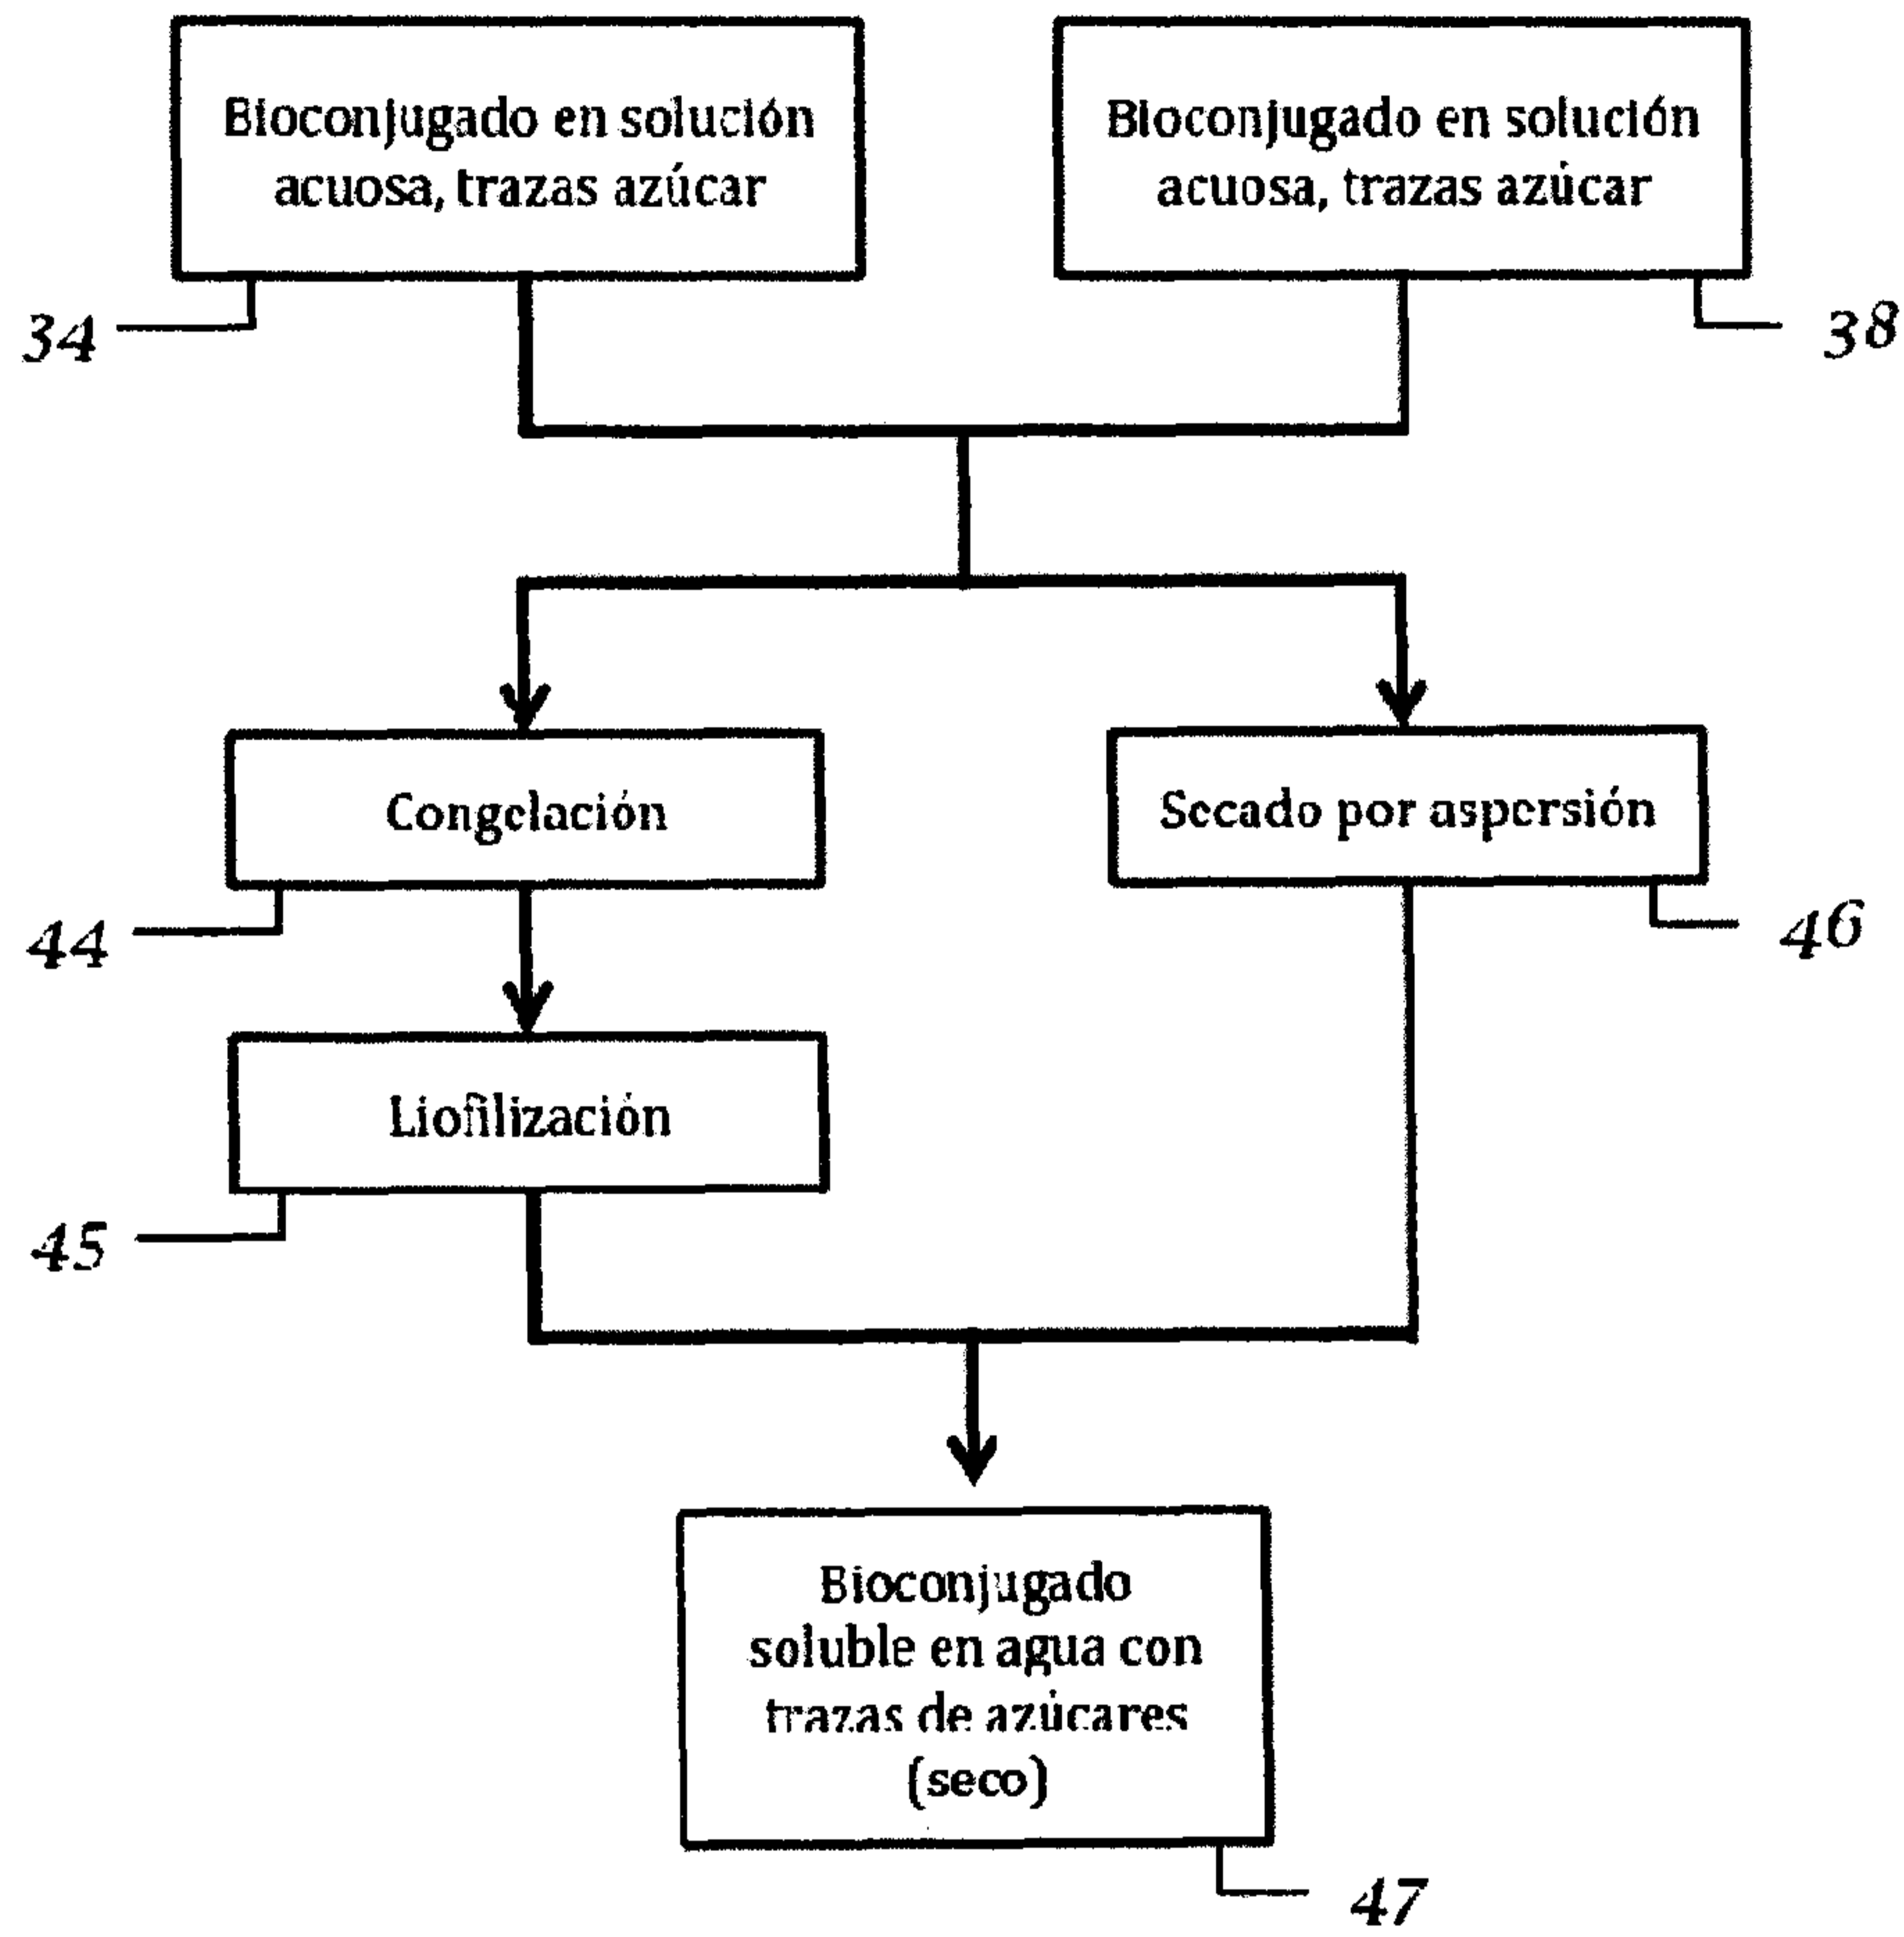 Bioconjugado en solución
acuosa, trazas azúcar
34
Bioconjugado en solución
acuosa, trazas azúcar
38
Congelación
44
Secado por aspersión
46
Liofilización
45
Bioconjugado
soluble en agua con
trazas de azúcares
(seco)
47